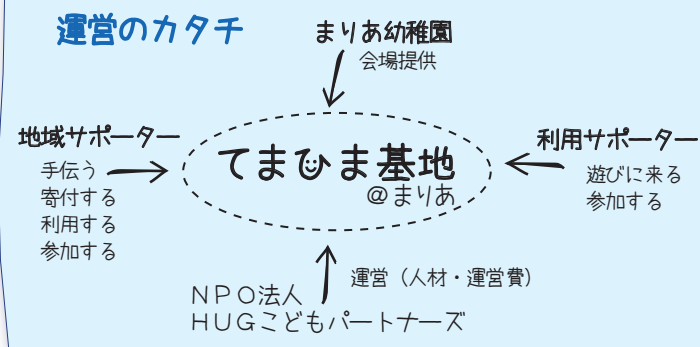 運営のカタチ
まりあ幼稚園
会場提供
地域サポーター
手伝う
寄付する
利用する
参加する
てまひま基地
@まりあ
利用サポーター
遊びに来る
参加する
運営（人材・運営費）
ＮＰＯ法人
ＨＵＧこどもパートナーズ